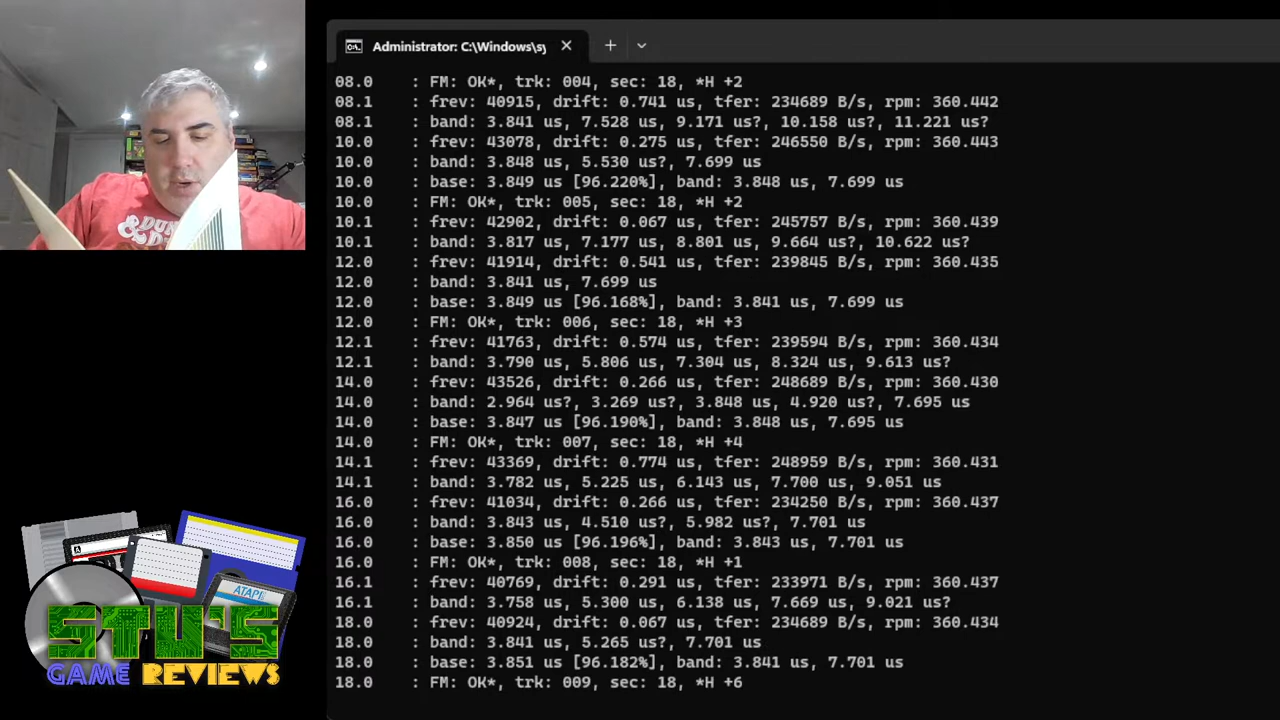 Administrator: C:\Windows\sy
08.0 : FM: OK*, trk: 004, sec: 18, *H +2
08.1 : frev: 40915, drift: 0.741 us, tfer: 234689 B/s, rpm: 360.442
08.1 : band: 3.841 us, 7.528 us, 9.171 us?, 10.158 us?, 11.221 us?
10.0 : frev: 43078, drift: 0.275 us, tfer: 246550 B/s, rpm: 360.443
10.0 : band: 3.848 us, 5.530 us?, 7.699 us
10.0 : base: 3.849 us [96.220%], band: 3.848 us, 7.699 us
10.0 : FM: OK*, trk: 005, sec: 18, *H +2
10.1 : frev: 42902, drift: 0.067 us, tfer: 245757 B/s, rpm: 360.439
10.1 : band: 3.817 us, 7.177 us, 8.801 us, 9.664 us?, 10.622 us?
12.0 : frev: 41914, drift: 0.541 us, tfer: 239845 B/s, rpm: 360.435
12.0 : band: 3.841 us, 7.699 us
12.0 : base: 3.849 us [96.168%], band: 3.841 us, 7.699 us
12.0 : FM: OK*, trk: 006, sec: 18, *H +3
12.1 : frev: 41763, drift: 0.574 us, tfer: 239594 B/s, rpm: 360.434
12.1 : band: 3.790 us, 5.806 us, 7.304 us, 8.324 us, 9.613 us?
14.0 : frev: 43526, drift: 0.266 us, tfer: 248689 B/s, rpm: 360.430
14.0 : band: 2.964 us?, 3.269 us?, 3.848 us, 4.920 us?, 7.695 us
14.0 : base: 3.847 us [96.190%], band: 3.848 us, 7.695 us
14.0 : FM: OK*, trk: 007, sec: 18, *H +4
14.1 : frev: 43369, drift: 0.774 us, tfer: 248959 B/s, rpm: 360.431
14.1 : band: 3.782 us, 5.225 us, 6.143 us, 7.700 us, 9.051 us
16.0 : frev: 41034, drift: 0.266 us, tfer: 234250 B/s, rpm: 360.437
16.0 : band: 3.843 us, 4.510 us?, 5.982 us?, 7.701 us
16.0 : base: 3.850 us [96.196%], band: 3.843 us, 7.701 us
16.0 : FM: OK*, trk: 008, sec: 18, *H +1
16.1 : frev: 40769, drift: 0.291 us, tfer: 233971 B/s, rpm: 360.437
16.1 : band: 3.758 us, 5.300 us, 6.138 us, 7.669 us, 9.021 us?
18.0 : frev: 40924, drift: 0.067 us, tfer: 234689 B/s, rpm: 360.434
18.0 : band: 3.841 us, 5.265 us?, 7.701 us
18.0 : base: 3.851 us [96.182%], band: 3.841 us, 7.701 us
18.0 : FM: OK*, trk: 009, sec: 18, *H +6
ATARI
STU'S
GAME REVIEWS